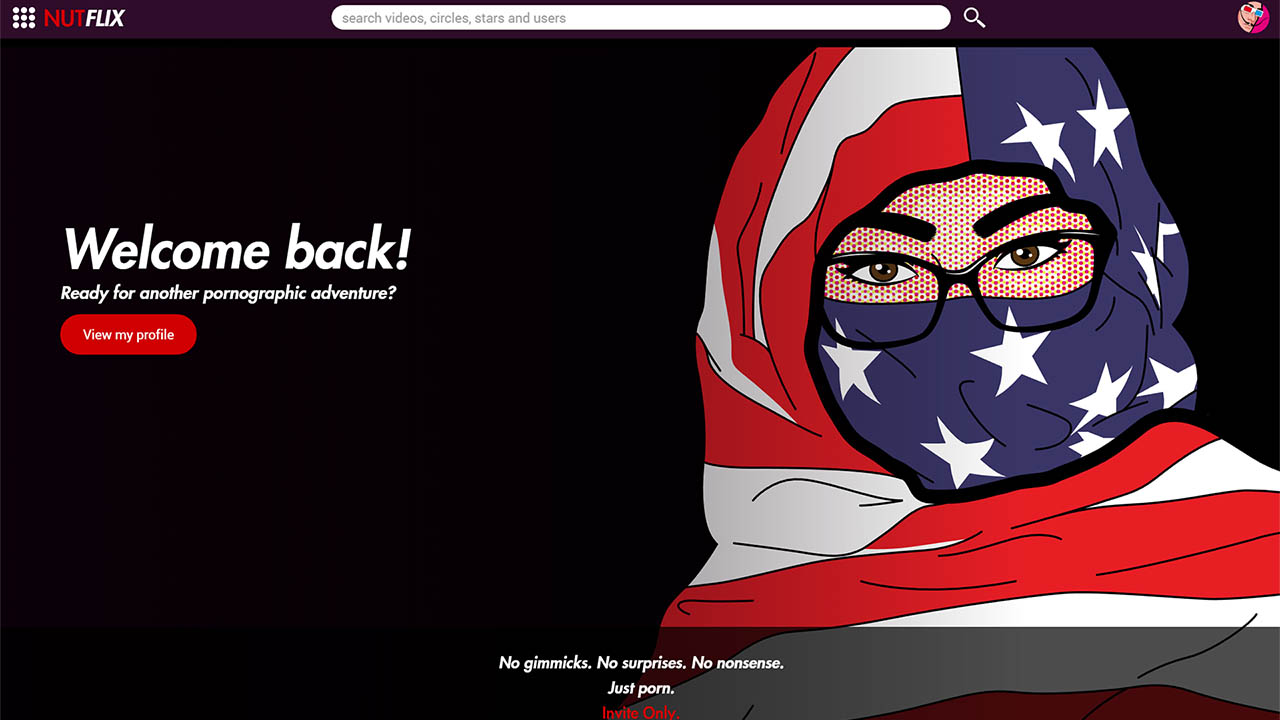 NUTFLIX
search videos, circles, stars and users
Welcome back!
Ready for another pornographic adventure?
View my profile
No gimmicks. No surprises. No nonsense.
Just porn.
Invite Only.